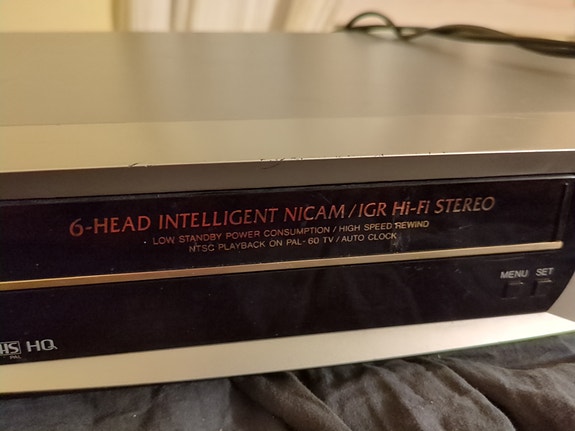 6-HEAD INTELLIGENT NICAM/IGR Hi-Fi STEREO
LOW STANDBY POWER CONSUMPTION/HIGH SPEED REWIND
NTSC PLAYBACK ON PAL-60 TV/AUTO CLOCK
MENU SET
HQ
PAL